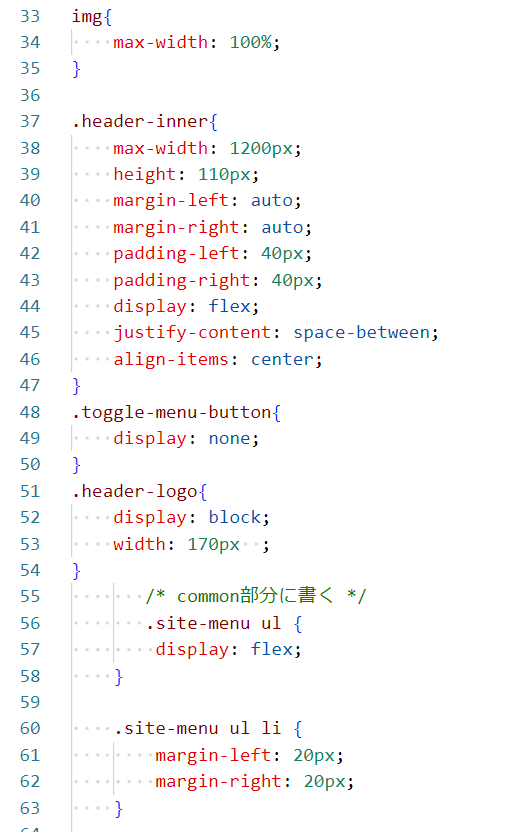 33 img{
34     max-width: 100%;
35 }
36
37 .header-inner{
38     max-width: 1200px;
39     height: 110px;
40     margin-left: auto;
41     margin-right: auto;
42     padding-left: 40px;
43     padding-right: 40px;
44     display: flex;
45     justify-content: space-between;
46     align-items: center;
47 }
48 .toggle-menu-button{
49     display: none;
50 }
51 .header-logo{
52     display: block;
53     width: 170px  ;
54 }
55        /* common部分に書く */
56        .site-menu ul {
57         display: flex;
58     }
59
60     .site-menu ul li {
61         margin-left: 20px;
62         margin-right: 20px;
63     }